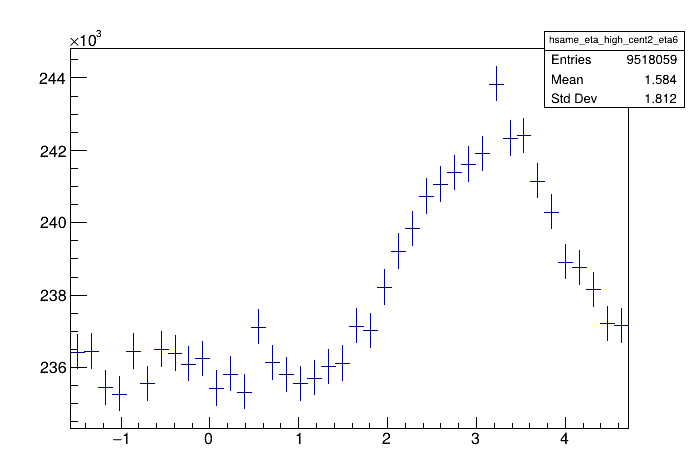 ×10³
hsame_eta_high_cent2_eta6
Entries 9518059
Mean 1.584
Std Dev 1.812
244
242
240
238
236
−1 0 1 2 3 4